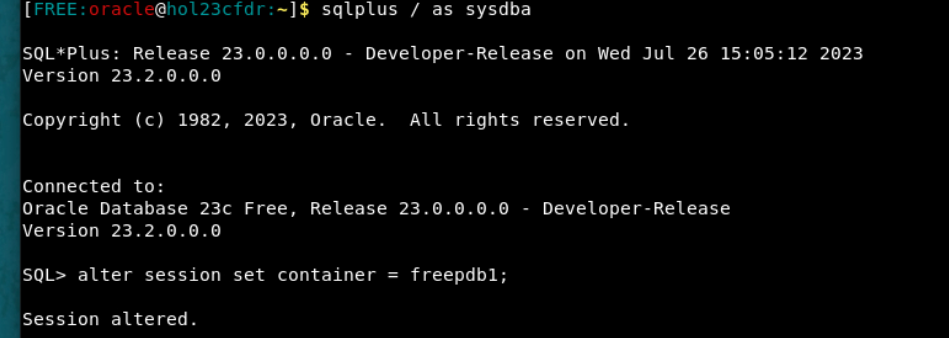 [FREE:oracle@hol23cfdr:~]$ sqlplus / as sysdba
SQL*Plus: Release 23.0.0.0.0 - Developer-Release on Wed Jul 26 15:05:12 2023
Version 23.2.0.0.0
Copyright (c) 1982, 2023, Oracle.  All rights reserved.
Connected to:
Oracle Database 23c Free, Release 23.0.0.0.0 - Developer-Release
Version 23.2.0.0.0
SQL> alter session set container = freepdb1;
Session altered.